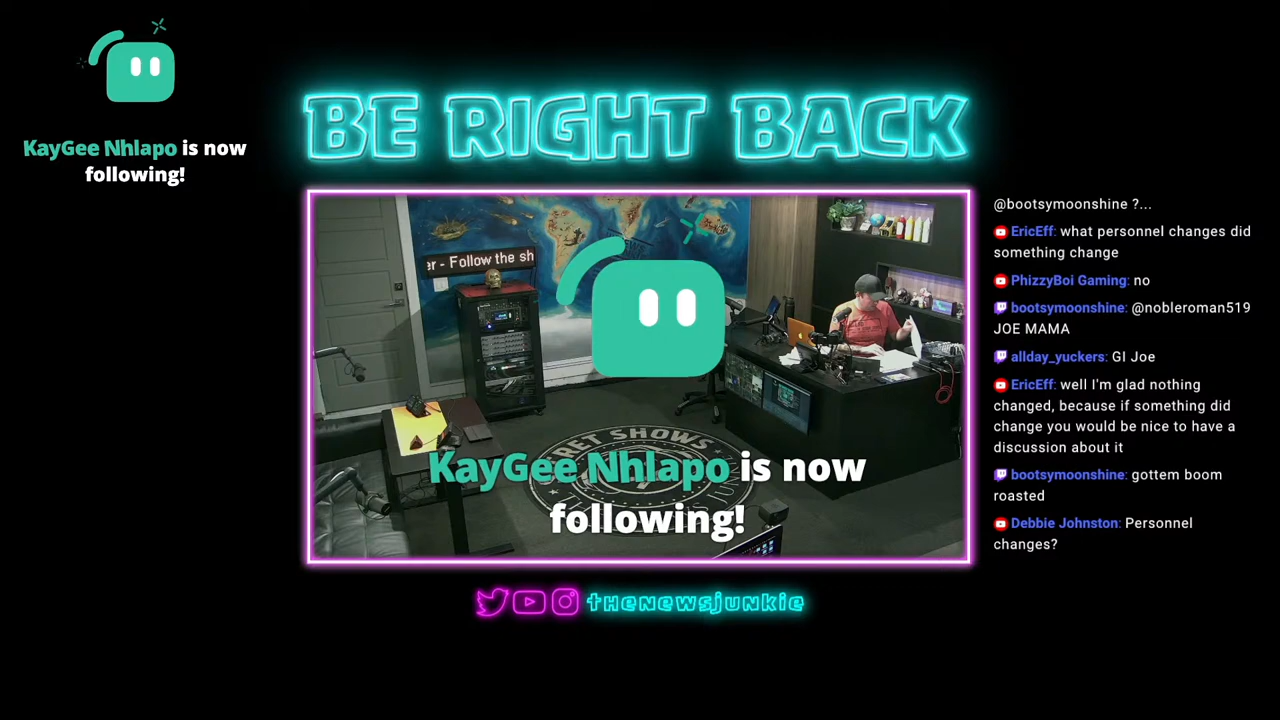 BE RIGHT BACK
KayGee Nhlapo is now
following!
er - Follow the sh
KayGee Nhlapo is now
following!
RET SHOWS
@bootsymoonshine ?...
EricEff: what personnel changes did
something change
PhizzyBoi Gaming: no
bootsymoonshine: @nobleroman519
JOE MAMA
allday_yuckers: GI Joe
EricEff: well I'm glad nothing
changed, because if something did
change you would be nice to have a
discussion about it
bootsymoonshine: gottem boom
roasted
Debbie Johnston: Personnel
changes?
thenewsjunkie